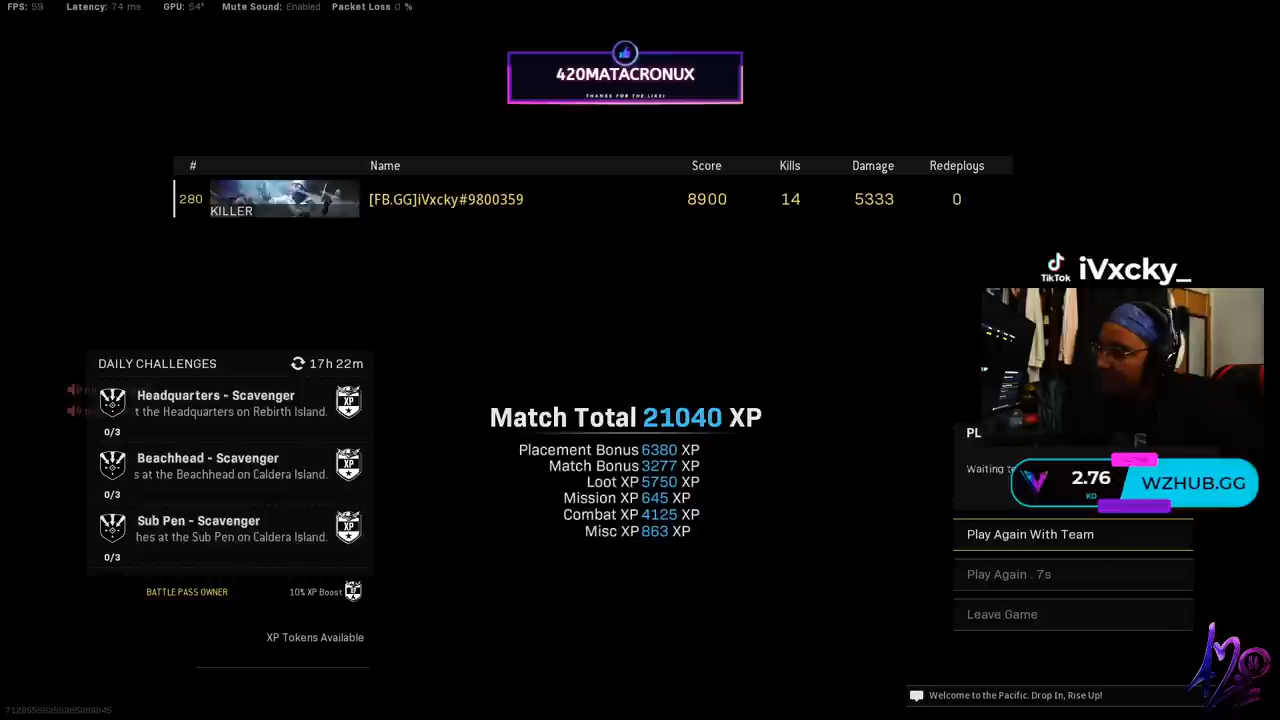 FPS: 59 Latency: 74 ms GPU: 54° Mute Sound: Enabled Packet Loss 0 %
420MATACRONUX
THANKS FOR THE LIKE!
# Name Score Kills Damage Redeploys
280 KILLER [FB.GG]iVxcky#9800359 8900 14 5333 0
TikTok iVxcky_
DAILY CHALLENGES 17h 22m
Headquarters - Scavenger
t the Headquarters on Rebirth Island.
0/3
XP
Beachhead - Scavenger
s at the Beachhead on Caldera Island.
0/3
XP
Sub Pen - Scavenger
hes at the Sub Pen on Caldera Island.
0/3
XP
BATTLE PASS OWNER 10% XP Boost
XP Tokens Available
Match Total 21040 XP
Placement Bonus 6380 XP
Match Bonus 3277 XP
Loot XP 5750 XP
Mission XP 645 XP
Combat XP 4125 XP
Misc XP 863 XP
PL
Waiting
2.76
KD
WZHUB.GG
Play Again With Team
Play Again . 7s
Leave Game
Welcome to the Pacific. Drop In, Rise Up!